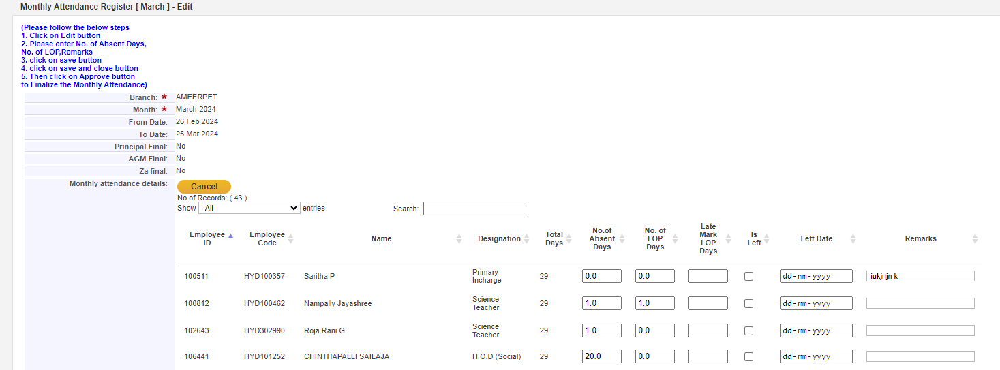 Monthly Attendance Register [ March ] - Edit
(Please follow the below steps
1. Click on Edit button
2. Please enter No. of Absent Days,
No. of LOP,Remarks
3. click on save button
4. click on save and close button
5. Then click on Approve button
to Finalize the Monthly Attendance)
Branch: * AMEERPET
Month: * March-2024
From Date: 26 Feb 2024
To Date: 25 Mar 2024
Principal Final: No
AGM Final: No
Za final: No
Monthly attendance details:
Cancel
No.of Records: ( 43 )
Show All entries Search:
Employee ID Employee Code Name Designation Total Days No.of Absent Days No. of LOP Days Late Mark LOP Days Is Left Left Date Remarks
100511 HYD100357 Saritha P Primary Incharge 29 0.0 0.0 dd-mm-yyyy iukjnjn k
100812 HYD100462 Nampally Jayashree Science Teacher 29 1.0 1.0 dd-mm-yyyy
102643 HYD302990 Roja Rani G Science Teacher 29 1.0 0.0 dd-mm-yyyy
106441 HYD101252 CHINTHAPALLI SAILAJA H.O.D (Social) 29 20.0 0.0 dd-mm-yyyy